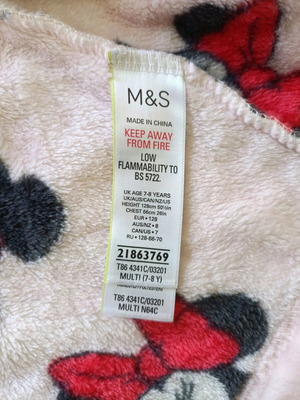 M&S
MADE IN CHINA
KEEP AWAY
FROM FIRE
LOW
FLAMMABILITY TO
BS 5722.
UK AGE 7-8 YEARS
UK/AUS/CAN/NZ/US
HEIGHT 128cm 50½in
CHEST 66cm 26in
EUR • 128
AUS/NZ • 8
CAN/US • 7
RU • 128-66-70
21863769
T86 4341C/03201
MULTI (7-8 Y)
T86 4341C/03201
MULTI N64C